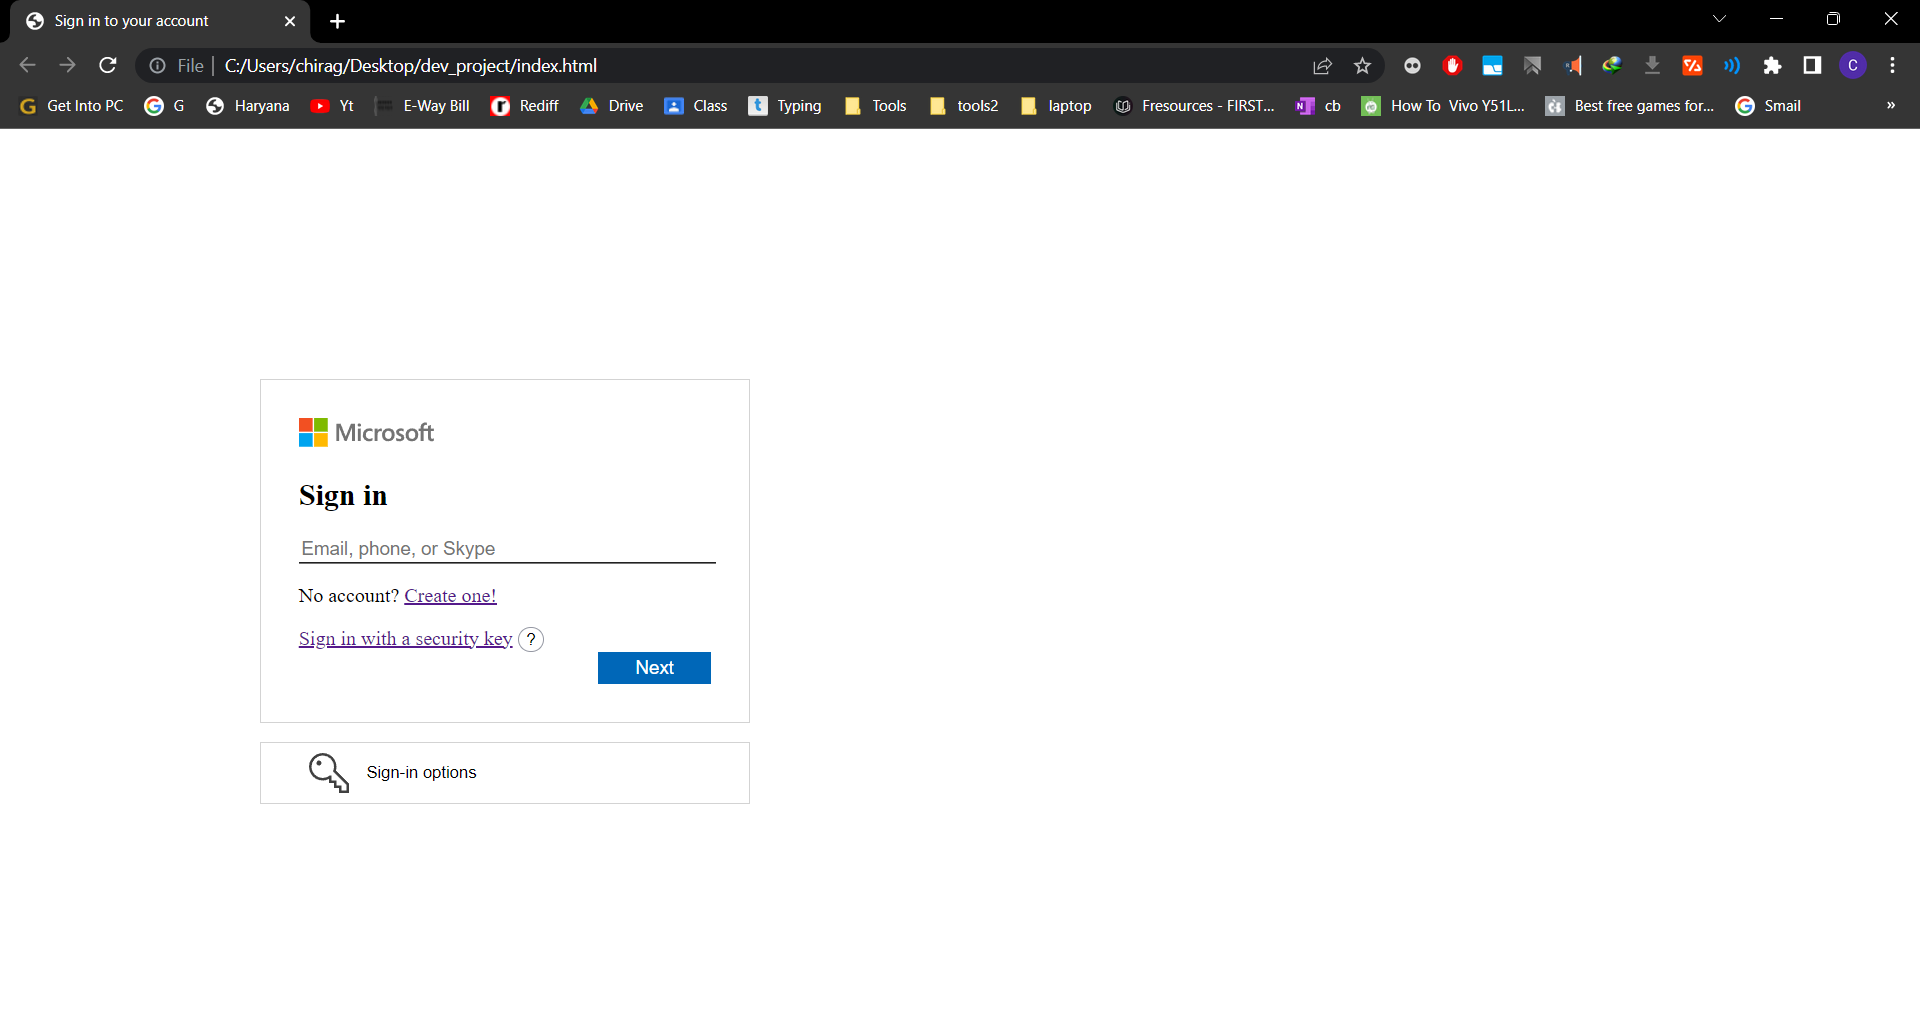 Sign in to your account
File C:/Users/chirag/Desktop/dev_project/index.html C
Get Into PC G Haryana Yt E-Way Bill Rediff Drive Class Typing Tools tools2 laptop Fresources - FIRST... cb How To Vivo Y51L... Best free games for... Smail »
Microsoft
Sign in
Email, phone, or Skype
No account? Create one!
Sign in with a security key ?
Next
Sign-in options